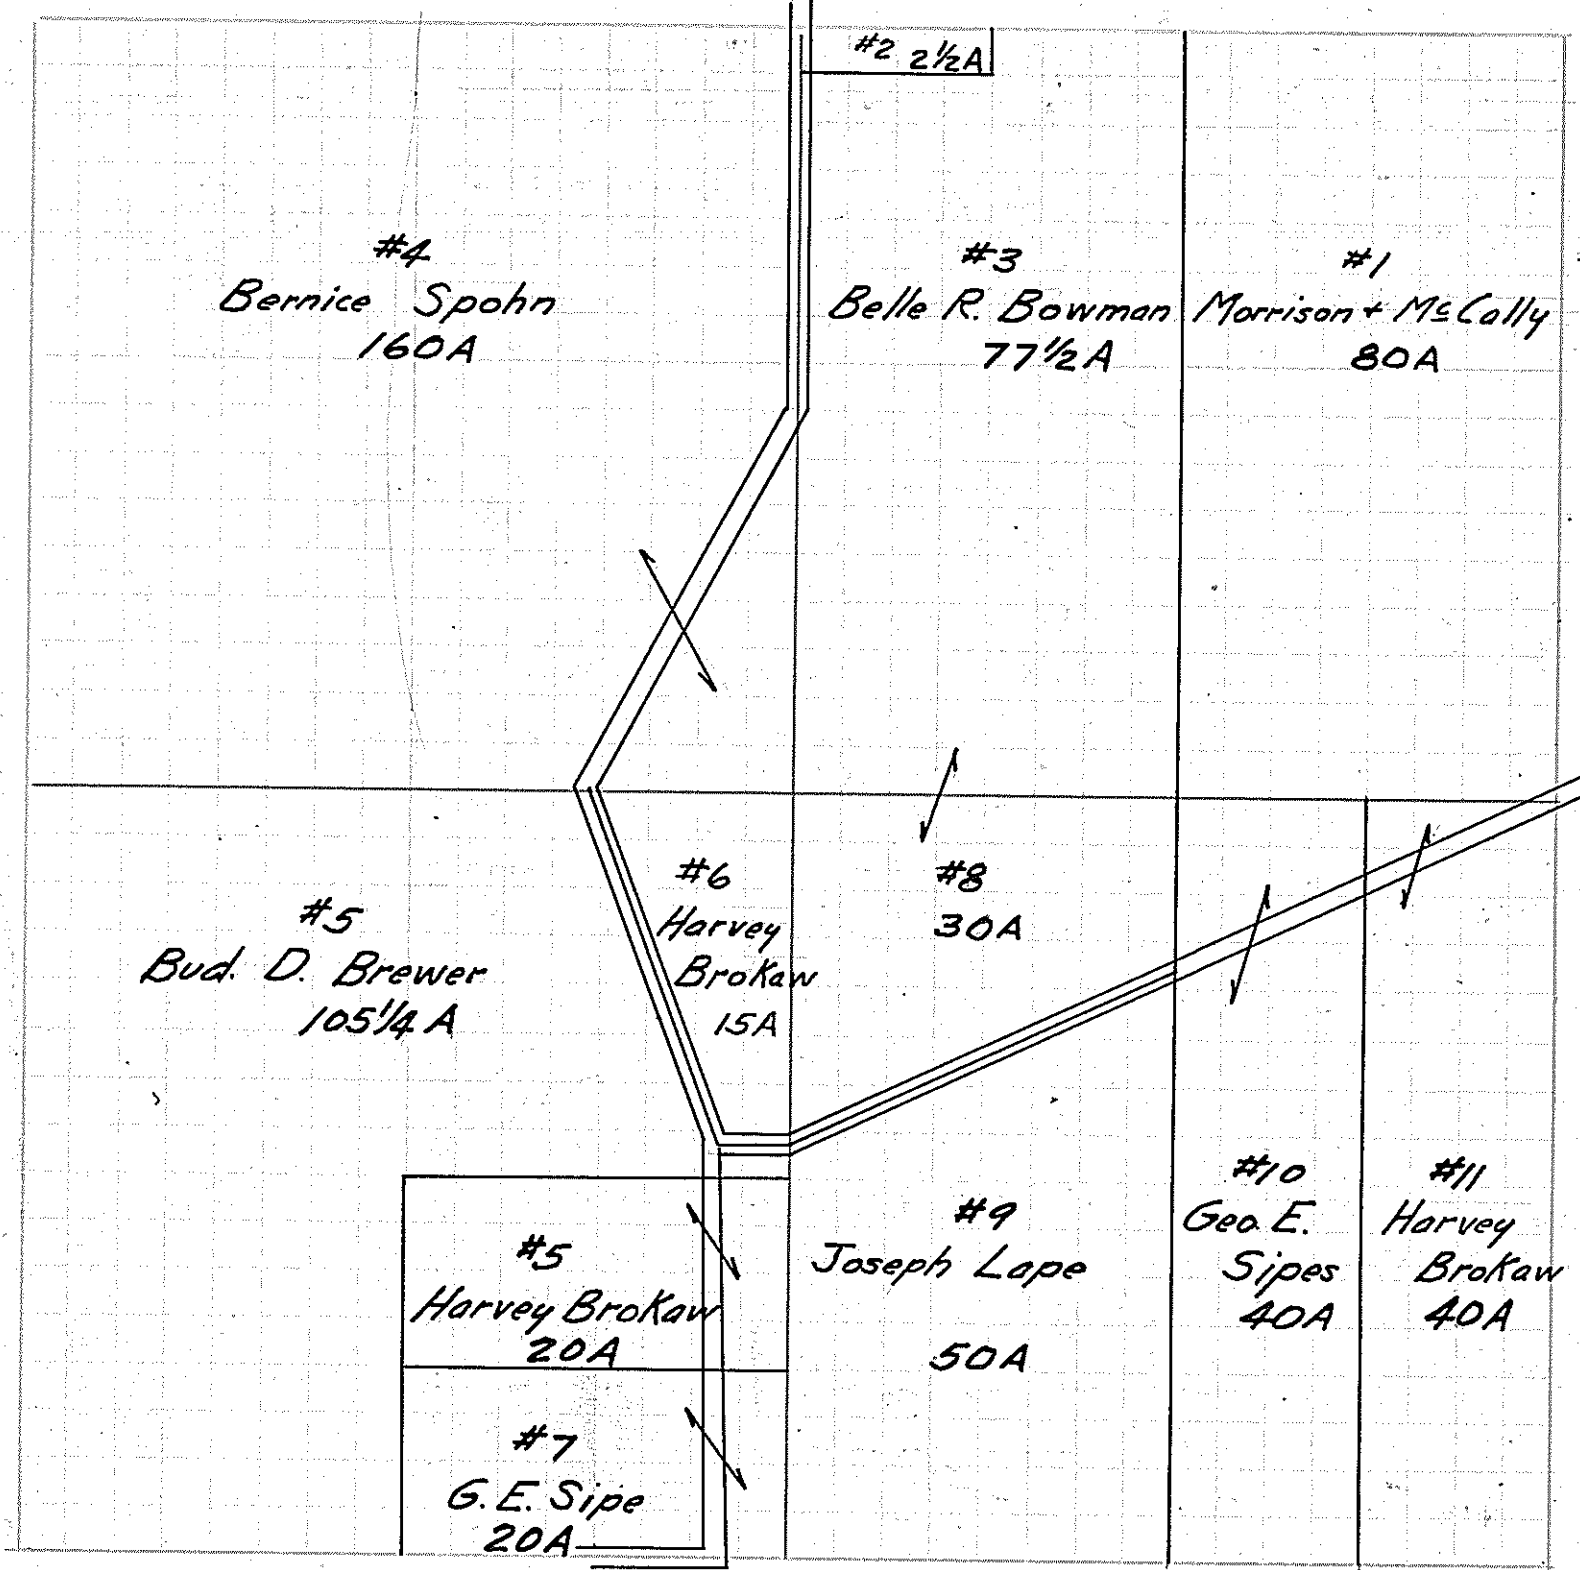 #2 2½A
#4
Bernice Spohn
160A
#3
Belle R. Bowman
77½A
#1
Morrison + McCally
80A
#5
Bud. D. Brewer
105¼A
#6
Harvey
Brokaw
15A
#8
30A
#5
Harvey Brokaw
20A
#7
G.E. Sipe
20A
#9
Joseph Lape
50A
#10
Geo. E.
Sipes
40A
#11
Harvey
Brokaw
40A